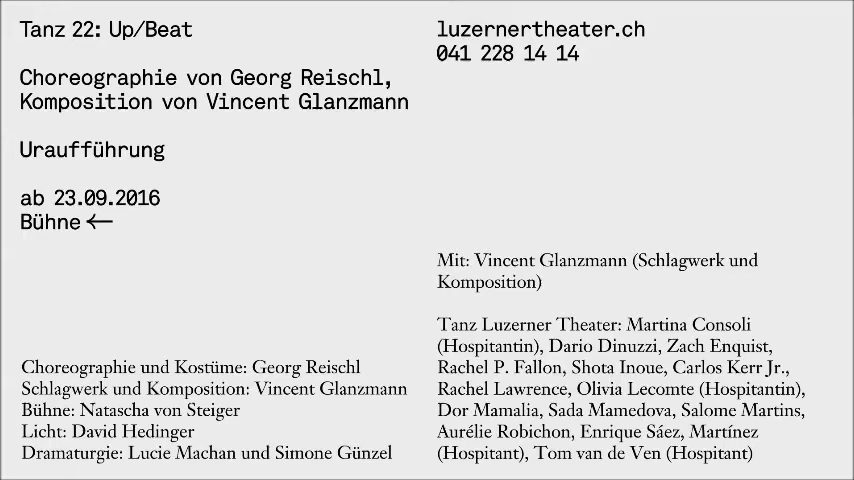 Tanz 22: Up/Beat
Choreographie von Georg Reischl,
Komposition von Vincent Glanzmann
Uraufführung
ab 23.09.2016
Bühne ←
luzernertheater.ch
041 228 14 14
Choreographie und Kostüme: Georg Reischl
Schlagwerk und Komposition: Vincent Glanzmann
Bühne: Natascha von Steiger
Licht: David Hedinger
Dramaturgie: Lucie Machan und Simone Günzel
Mit: Vincent Glanzmann (Schlagwerk und
Komposition)
Tanz Luzerner Theater: Martina Consoli
(Hospitantin), Dario Dinuzzi, Zach Enquist,
Rachel P. Fallon, Shota Inoue, Carlos Kerr Jr.,
Rachel Lawrence, Olivia Lecomte (Hospitantin),
Dor Mamalia, Sada Mamedova, Salome Martins,
Aurélie Robichon, Enrique Sáez, Martínez
(Hospitant), Tom van de Ven (Hospitant)